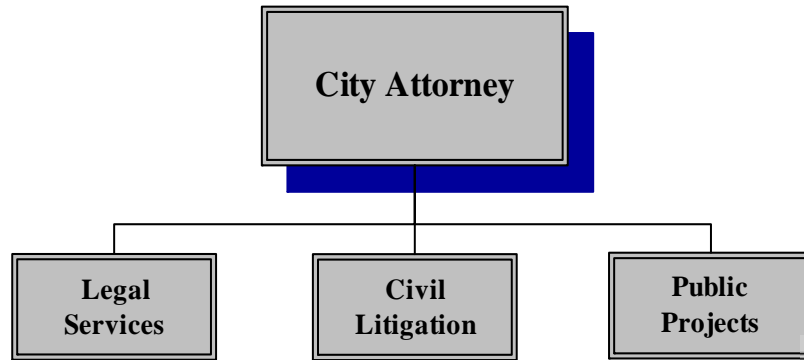 City Attorney
Legal
Services
Civil
Litigation
Public
Projects